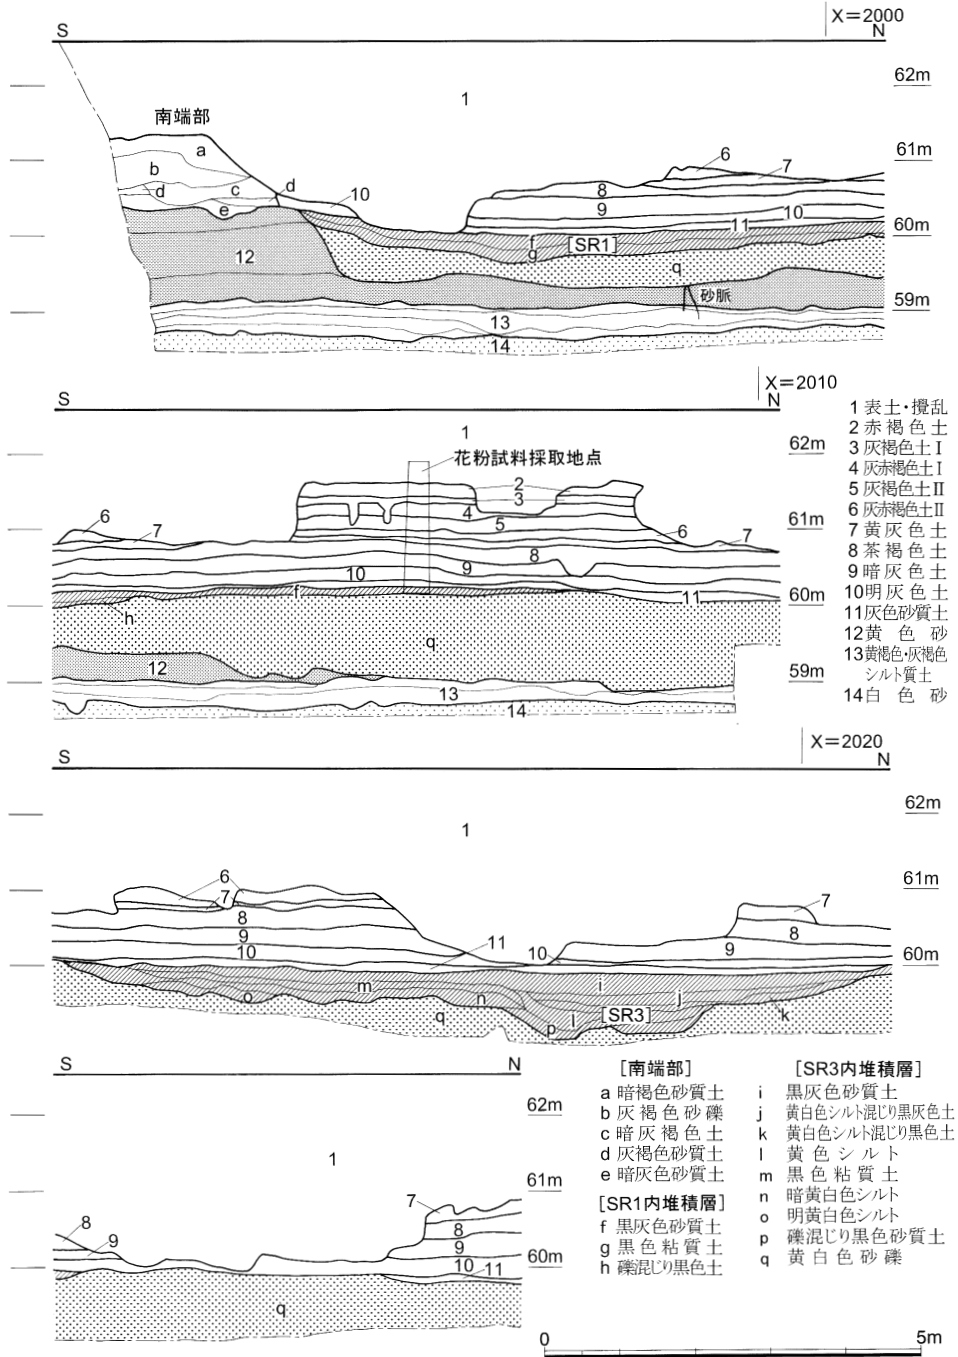 X=2000
S
N
62m
1
南端部
a
b
c
d
d
e
10
6
7
8
9
10
11
61m
60m
f
[SR1]
g
q
12
砂脈
59m
13
14
X=2010
S
N
1
62m
花粉試料採取地点
2
3
4
5
6
7
6
7
61m
8
9
10
f
11
60m
h
q
12
59m
13
14
1 表土・攪乱
2 赤褐色土
3 灰褐色土Ⅰ
4 灰赤褐色土Ⅰ
5 灰褐色土Ⅱ
6 灰赤褐色土Ⅱ
7 黄灰色土
8 茶褐色土
9 暗灰色土
10 明灰色土
11 灰色砂質土
12 黄色砂
13 黄褐色・灰褐色
シルト質土
14 白色砂
X=2020
S
N
62m
1
61m
6
7
8
9
10
11
10
7
8
9
60m
i
m
j
o
n
l
[SR3]
q
p
k
S
N
62m
1
61m
7
8
9
8
9
10
11
60m
q
[南端部]
a 暗褐色砂質土
b 灰褐色砂礫
c 暗灰褐色土
d 灰褐色砂質土
e 暗灰色砂質土
[SR1内堆積層]
f 黒灰色砂質土
g 黒色粘質土
h 礫混じり黒色土
[SR3内堆積層]
i 黒灰色砂質土
j 黄白色シルト混じり黒灰色土
k 黄白色シルト混じり黒色土
l 黄色シルト
m 黒色粘質土
n 暗黄白色シルト
o 明黄白色シルト
p 礫混じり黒色砂質土
q 黄白色砂礫
0
5m